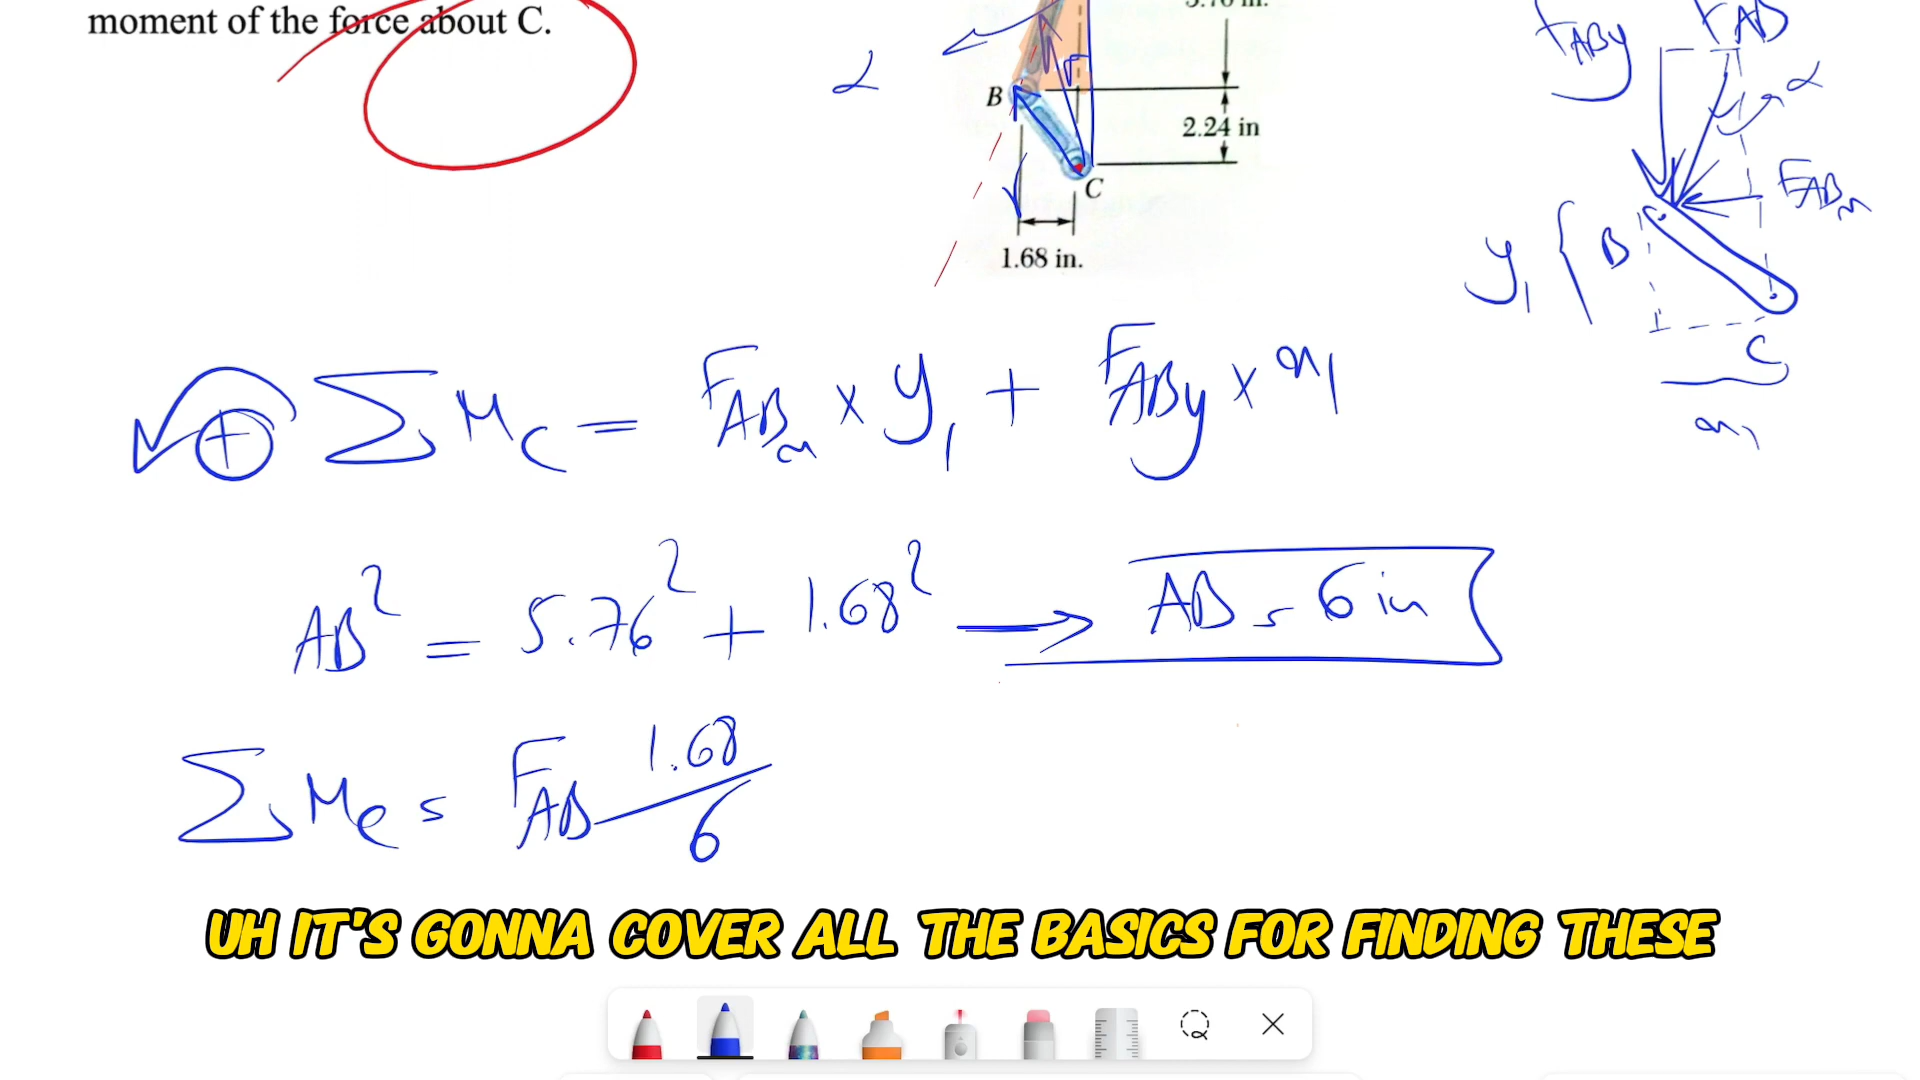 moment of the force about C.
α
B
2.24 in
C
1.68 in.
F_ABy
F_AB
α
F_ABx
y₁ { B
C
x₁
⊕ ΣM_C = F_ABx × y₁ + F_ABy × x₁
AB² = 5.76² + 1.68² → AB = 6 in
ΣM_C = F_AB 1.68/6
UH IT'S GONNA COVER ALL THE BASICS FOR FINDING THESE